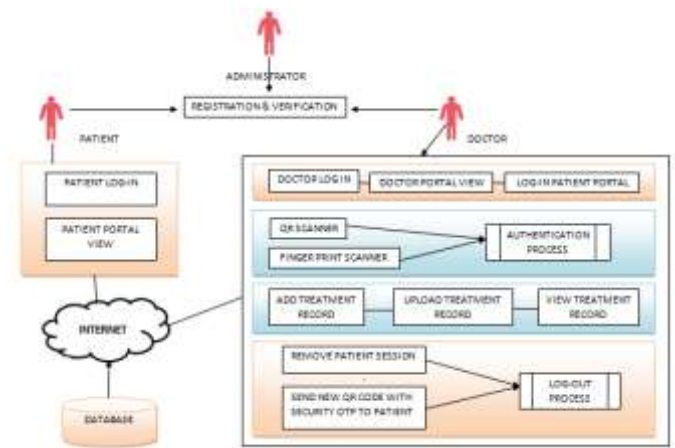 ADMINISTRATOR
REGISTRATION & VERIFICATION
PATIENT
DOCTOR
PATIENT LOG-IN
PATIENT PORTAL
VIEW
DOCTOR LOG IN
DOCTOR PORTAL VIEW
LOG-IN PATIENT PORTAL
QR SCANNER
FINGER PRINT SCANNER
AUTHENTICATION
PROCESS
ADD TREATMENT
RECORD
UPLOAD TREATMENT
RECORD
VIEW TREATMENT
RECORD
INTERNET
REMOVE PATIENT SESSION
SEND NEW QR CODE WITH
SECURITY OTP TO PATIENT
LOG-OUT
PROCESS
DATABASE